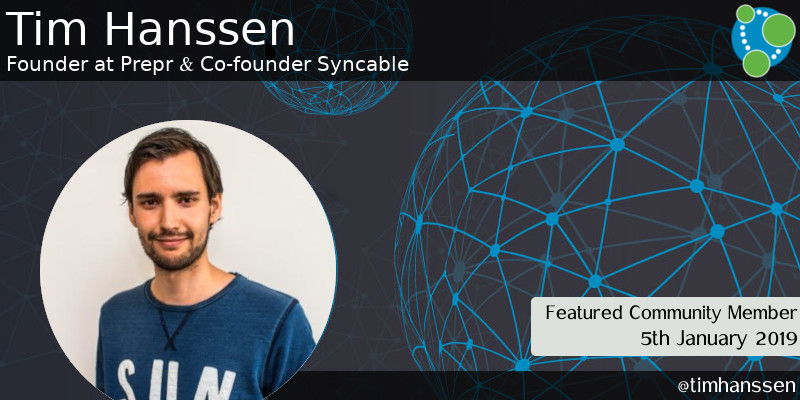 Tim Hanssen
Founder at Prepr & Co-founder Syncable
SUN
Featured Community Member
5th January 2019
@timhanssen